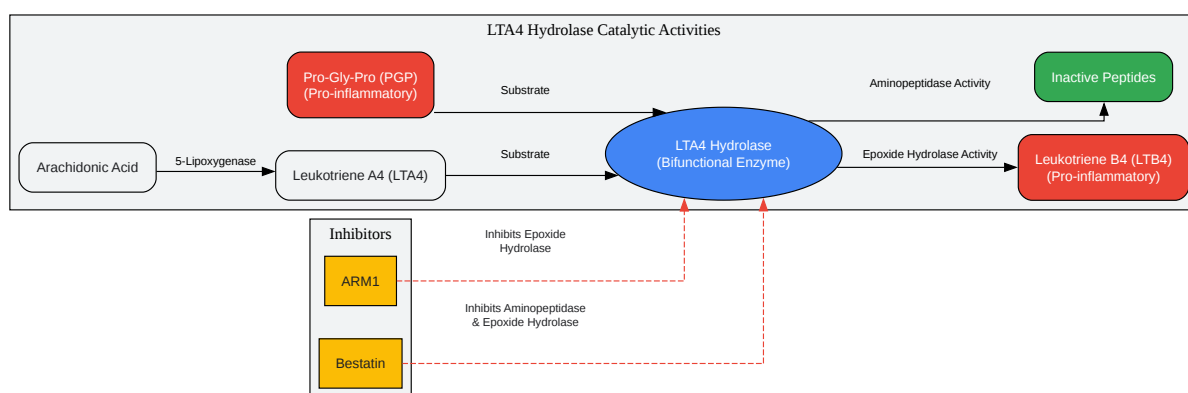 LTA4 Hydrolase Catalytic Activities
Pro-Gly-Pro (PGP)
(Pro-inflammatory)
Substrate
Aminopeptidase Activity
Inactive Peptides
Arachidonic Acid
5-Lipoxygenase
Leukotriene A4 (LTA4)
Substrate
LTA4 Hydrolase
(Bifunctional Enzyme)
Epoxide Hydrolase Activity
Leukotriene B4 (LTB4)
(Pro-inflammatory)
Inhibitors
ARM1
Inhibits Epoxide
Hydrolase
Bestatin
Inhibits Aminopeptidase
& Epoxide Hydrolase